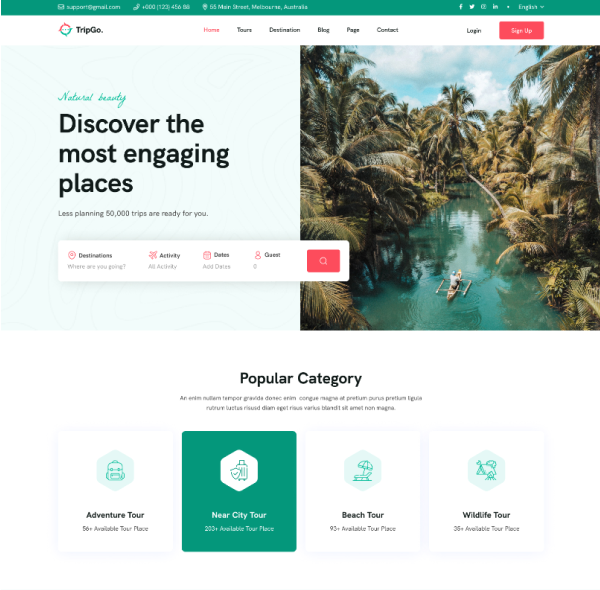 support@gmail.com +000 (123) 456 88 55 Main Street, Melbourne, Australia English
TripGo. Home Tours Destination Blog Page Contact Login Sign Up
Natural beauty
Discover the
most engaging
places
Less planning 50,000 trips are ready for you.
Destinations Activity Dates Guest
Where are you going? All Activity Add Dates 0
Popular Category
An enim nullam tempor gravida donec enim congue magna at pretium purus pretium ligula
rutrum luctus risusd diam eget risus varius blandit sit amet non magna.
Adventure Tour Near City Tour Beach Tour Wildlife Tour
56+ Available Tour Place 203+ Available Tour Place 93+ Available Tour Place 35+ Available Tour Place